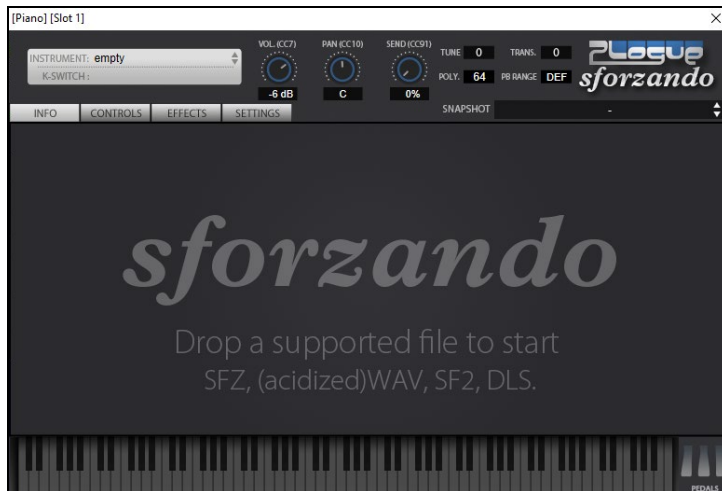 [Piano] [Slot 1]
INSTRUMENT: empty
K-SWITCH :
VOL. (CC7)
-6 dB
PAN (CC10)
C
SEND (CC91)
0%
TUNE 0 TRANS. 0
POLY. 64 PB RANGE DEF
Plogue
sforzando
INFO CONTROLS EFFECTS SETTINGS
SNAPSHOT -
sforzando
Drop a supported file to start
SFZ, (acidized)WAV, SF2, DLS.
PEDALS